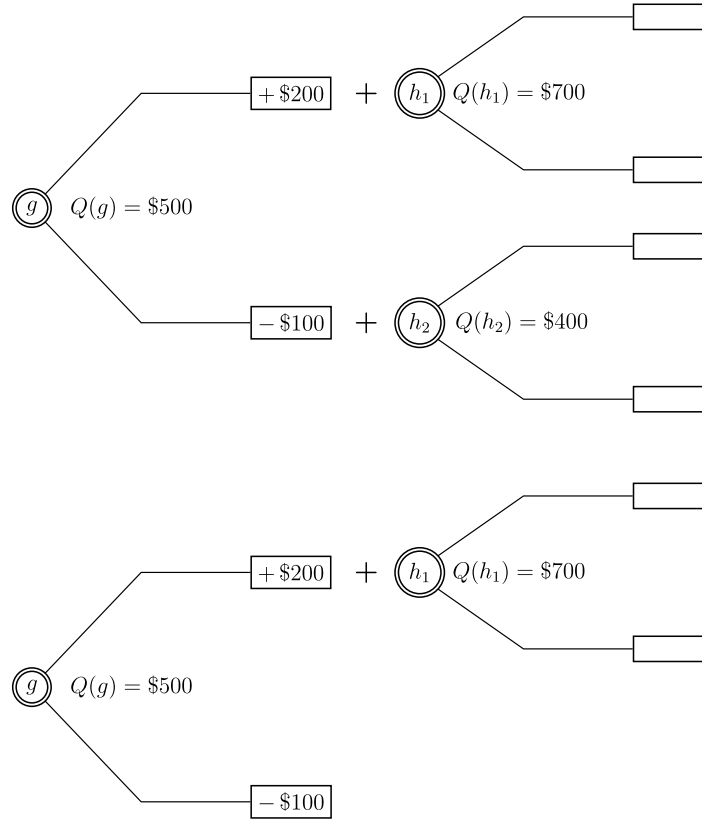 + $200 + h₁ Q(h₁) = $700
g Q(g) = $500
− $100 + h₂ Q(h₂) = $400
+ $200 + h₁ Q(h₁) = $700
g Q(g) = $500
− $100